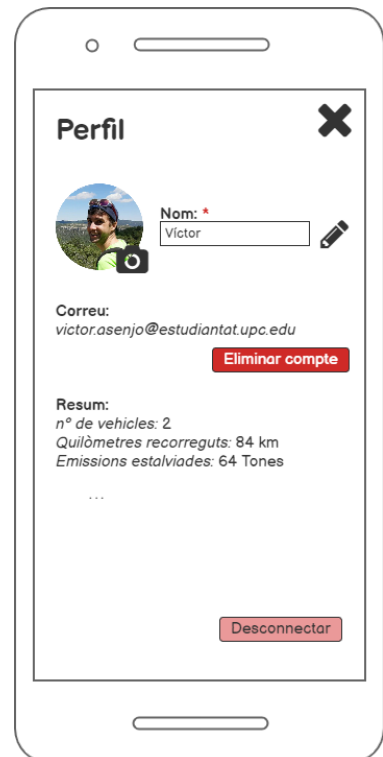 Perfil
Nom: *
Víctor
Correu:
victor.asenjo@estudiantat.upc.edu
Eliminar compte
Resum:
nº de vehicles: 2
Quilòmetres recorreguts: 84 km
Emissions estalviades: 64 Tones
...
Desconnectar